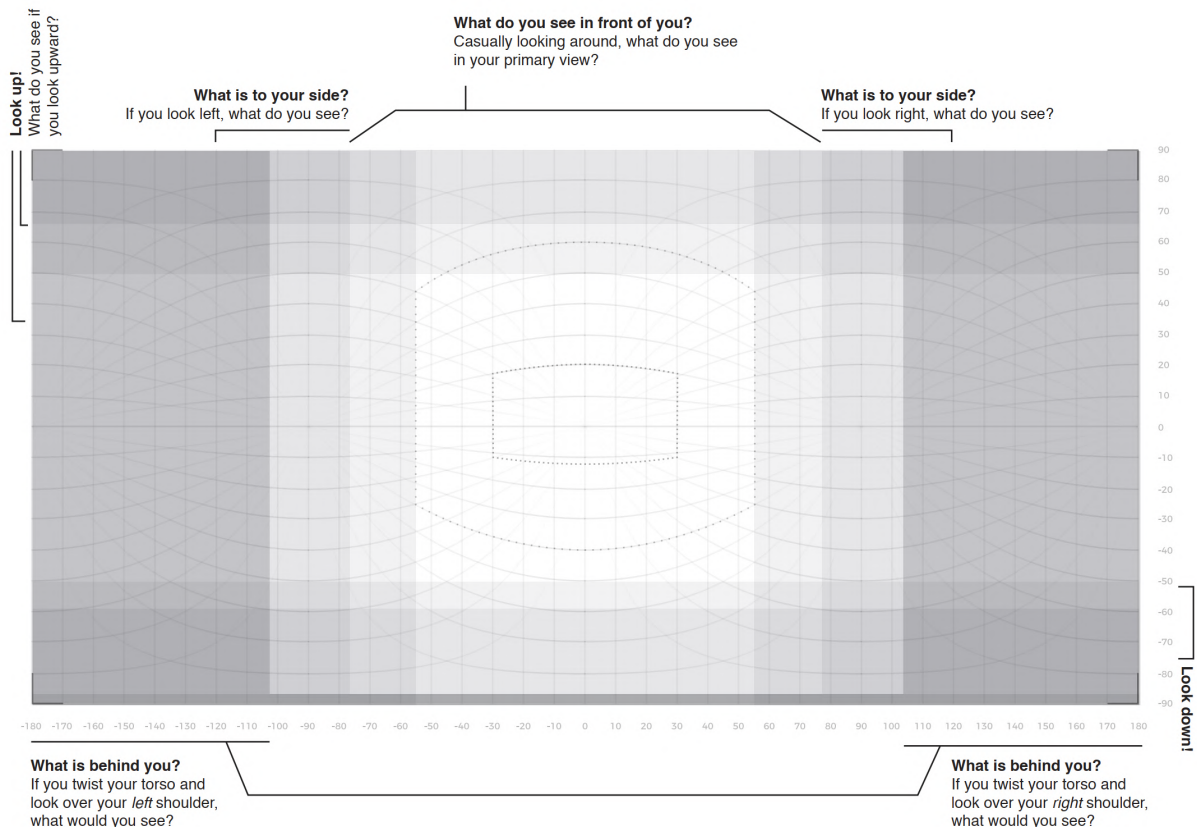 Look up!
What do you see if
you look upward?
What do you see in front of you?
Casually looking around, what do you see
in your primary view?
What is to your side?
If you look left, what do you see?
What is to your side?
If you look right, what do you see?
90
80
70
60
50
40
30
20
10
0
-10
-20
-30
-40
-50
-60
-70
-80
-90
Look down!
-180 -170 -160 -150 -140 -130 -120 -110 -100 -90 -80 -70 -60 -50 -40 -30 -20 -10 0 10 20 30 40 50 60 70 80 90 100 110 120 130 140 150 160 170 180
What is behind you?
If you twist your torso and
look over your left shoulder,
what would you see?
What is behind you?
If you twist your torso and
look over your right shoulder,
what would you see?